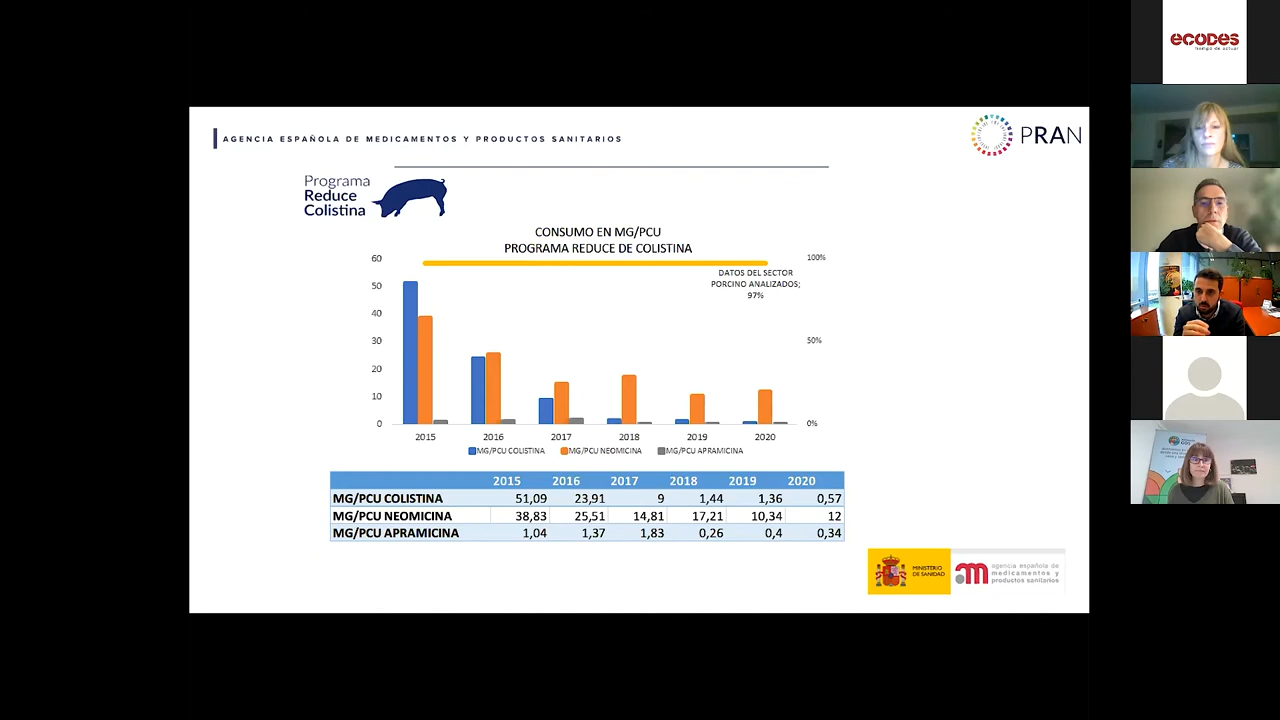 AGENCIA ESPAÑOLA DE MEDICAMENTOS Y PRODUCTOS SANITARIOS
PRAN
Programa
Reduce
Colistina
CONSUMO EN MG/PCU
PROGRAMA REDUCE DE COLISTINA
60
50
40
30
20
10
0
100%
50%
0%
DATOS DEL SECTOR
PORCINO ANALIZADOS;
97%
2015 2016 2017 2018 2019 2020
MG/PCU COLISTINA MG/PCU NEOMICINA MG/PCU APRAMICINA
2015 2016 2017 2018 2019 2020
MG/PCU COLISTINA 51,09 23,91 9 1,44 1,36 0,57
MG/PCU NEOMICINA 38,83 25,51 14,81 17,21 10,34 12
MG/PCU APRAMICINA 1,04 1,37 1,83 0,26 0,4 0,34
MINISTERIO
DE SANIDAD
am
agencia española de
medicamentos y
productos sanitarios
ecodes
tiempo de actuar